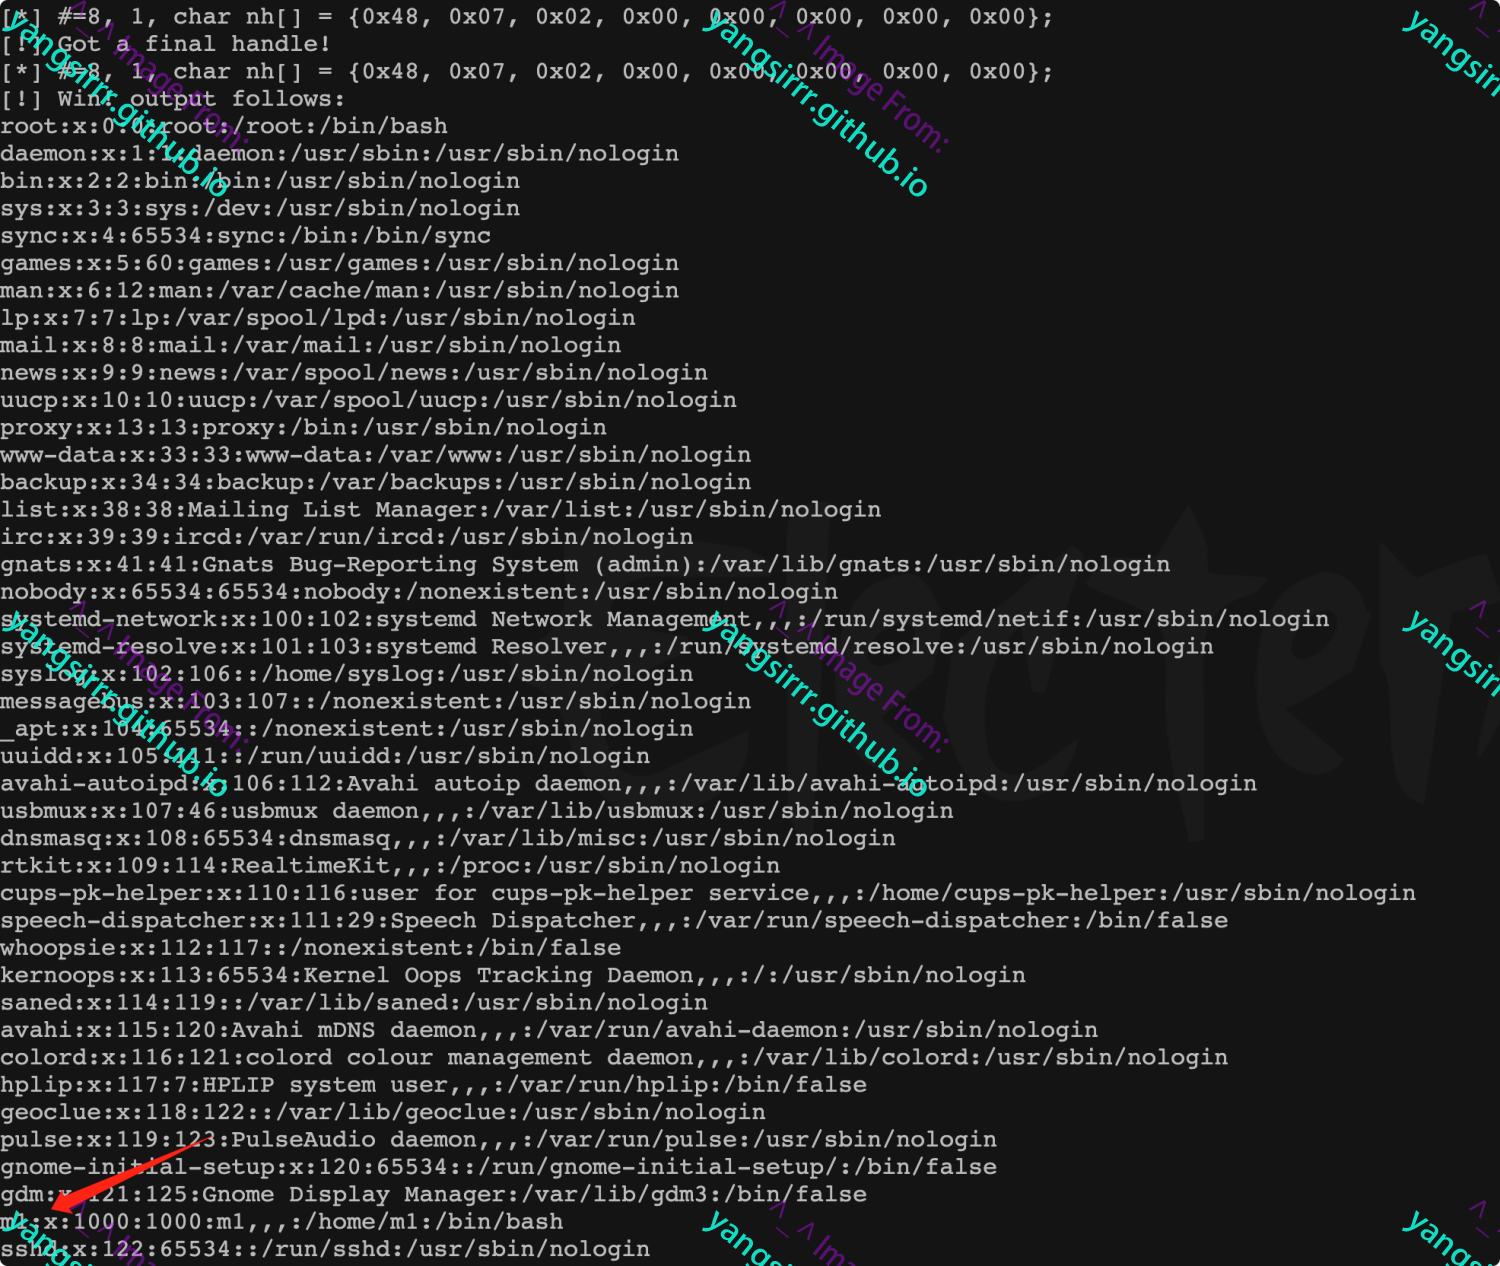 [*] #=8, 1, char nh[] = {0x48, 0x07, 0x02, 0x00, 0x00, 0x00, 0x00, 0x00};
[!] Got a final handle!
[*] #=8, 1, char nh[] = {0x48, 0x07, 0x02, 0x00, 0x00, 0x00, 0x00, 0x00};
[!] Win! output follows:
root:x:0:0:root:/root:/bin/bash
daemon:x:1:1:daemon:/usr/sbin:/usr/sbin/nologin
bin:x:2:2:bin:/bin:/usr/sbin/nologin
sys:x:3:3:sys:/dev:/usr/sbin/nologin
sync:x:4:65534:sync:/bin:/bin/sync
games:x:5:60:games:/usr/games:/usr/sbin/nologin
man:x:6:12:man:/var/cache/man:/usr/sbin/nologin
lp:x:7:7:lp:/var/spool/lpd:/usr/sbin/nologin
mail:x:8:8:mail:/var/mail:/usr/sbin/nologin
news:x:9:9:news:/var/spool/news:/usr/sbin/nologin
uucp:x:10:10:uucp:/var/spool/uucp:/usr/sbin/nologin
proxy:x:13:13:proxy:/bin:/usr/sbin/nologin
www-data:x:33:33:www-data:/var/www:/usr/sbin/nologin
backup:x:34:34:backup:/var/backups:/usr/sbin/nologin
list:x:38:38:Mailing List Manager:/var/list:/usr/sbin/nologin
irc:x:39:39:ircd:/var/run/ircd:/usr/sbin/nologin
gnats:x:41:41:Gnats Bug-Reporting System (admin):/var/lib/gnats:/usr/sbin/nologin
nobody:x:65534:65534:nobody:/nonexistent:/usr/sbin/nologin
systemd-network:x:100:102:systemd Network Management,,,:/run/systemd/netif:/usr/sbin/nologin
systemd-resolve:x:101:103:systemd Resolver,,,:/run/systemd/resolve:/usr/sbin/nologin
syslog:x:102:106::/home/syslog:/usr/sbin/nologin
messagebus:x:103:107::/nonexistent:/usr/sbin/nologin
_apt:x:104:65534::/nonexistent:/usr/sbin/nologin
uuidd:x:105:111::/run/uuidd:/usr/sbin/nologin
avahi-autoipd:x:106:112:Avahi autoip daemon,,,:/var/lib/avahi-autoipd:/usr/sbin/nologin
usbmux:x:107:46:usbmux daemon,,,:/var/lib/usbmux:/usr/sbin/nologin
dnsmasq:x:108:65534:dnsmasq,,,:/var/lib/misc:/usr/sbin/nologin
rtkit:x:109:114:RealtimeKit,,,:/proc:/usr/sbin/nologin
cups-pk-helper:x:110:116:user for cups-pk-helper service,,,:/home/cups-pk-helper:/usr/sbin/nologin
speech-dispatcher:x:111:29:Speech Dispatcher,,,:/var/run/speech-dispatcher:/bin/false
whoopsie:x:112:117::/nonexistent:/bin/false
kernoops:x:113:65534:Kernel Oops Tracking Daemon,,,:/:/usr/sbin/nologin
saned:x:114:119::/var/lib/saned:/usr/sbin/nologin
avahi:x:115:120:Avahi mDNS daemon,,,:/var/run/avahi-daemon:/usr/sbin/nologin
colord:x:116:121:colord colour management daemon,,,:/var/lib/colord:/usr/sbin/nologin
hplip:x:117:7:HPLIP system user,,,:/var/run/hplip:/bin/false
geoclue:x:118:122::/var/lib/geoclue:/usr/sbin/nologin
pulse:x:119:123:PulseAudio daemon,,,:/var/run/pulse:/usr/sbin/nologin
gnome-initial-setup:x:120:65534::/run/gnome-initial-setup/:/bin/false
gdm:x:121:125:Gnome Display Manager:/var/lib/gdm3:/bin/false
m1:x:1000:1000:m1,,,:/home/m1:/bin/bash
sshd:x:122:65534::/run/sshd:/usr/sbin/nologin
^_^ Image From:
yangsirrr.github.io
^_^ Image From:
yangsirrr.github.io
^_^ Image From:
yangsirrr.github.io
^_^ Image From:
yangsirrr.github.io